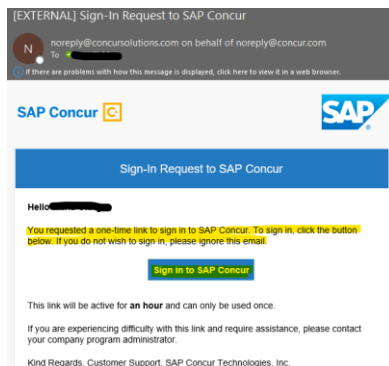 [EXTERNAL] Sign-In Request to SAP Concur
N
noreply@concursolutions.com on behalf of noreply@concur.com
To
If there are problems with how this message is displayed, click here to view it in a web browser.
SAP Concur C
SAP
Sign-In Request to SAP Concur
Hello
You requested a one-time link to sign in to SAP Concur. To sign in, click the button
below. If you do not wish to sign in, please ignore this email.
Sign in to SAP Concur
This link will be active for an hour and can only be used once.
If you are experiencing difficulty with this link and require assistance, please contact
your company program administrator.
Kind Regards, Customer Support, SAP Concur Technologies, Inc.